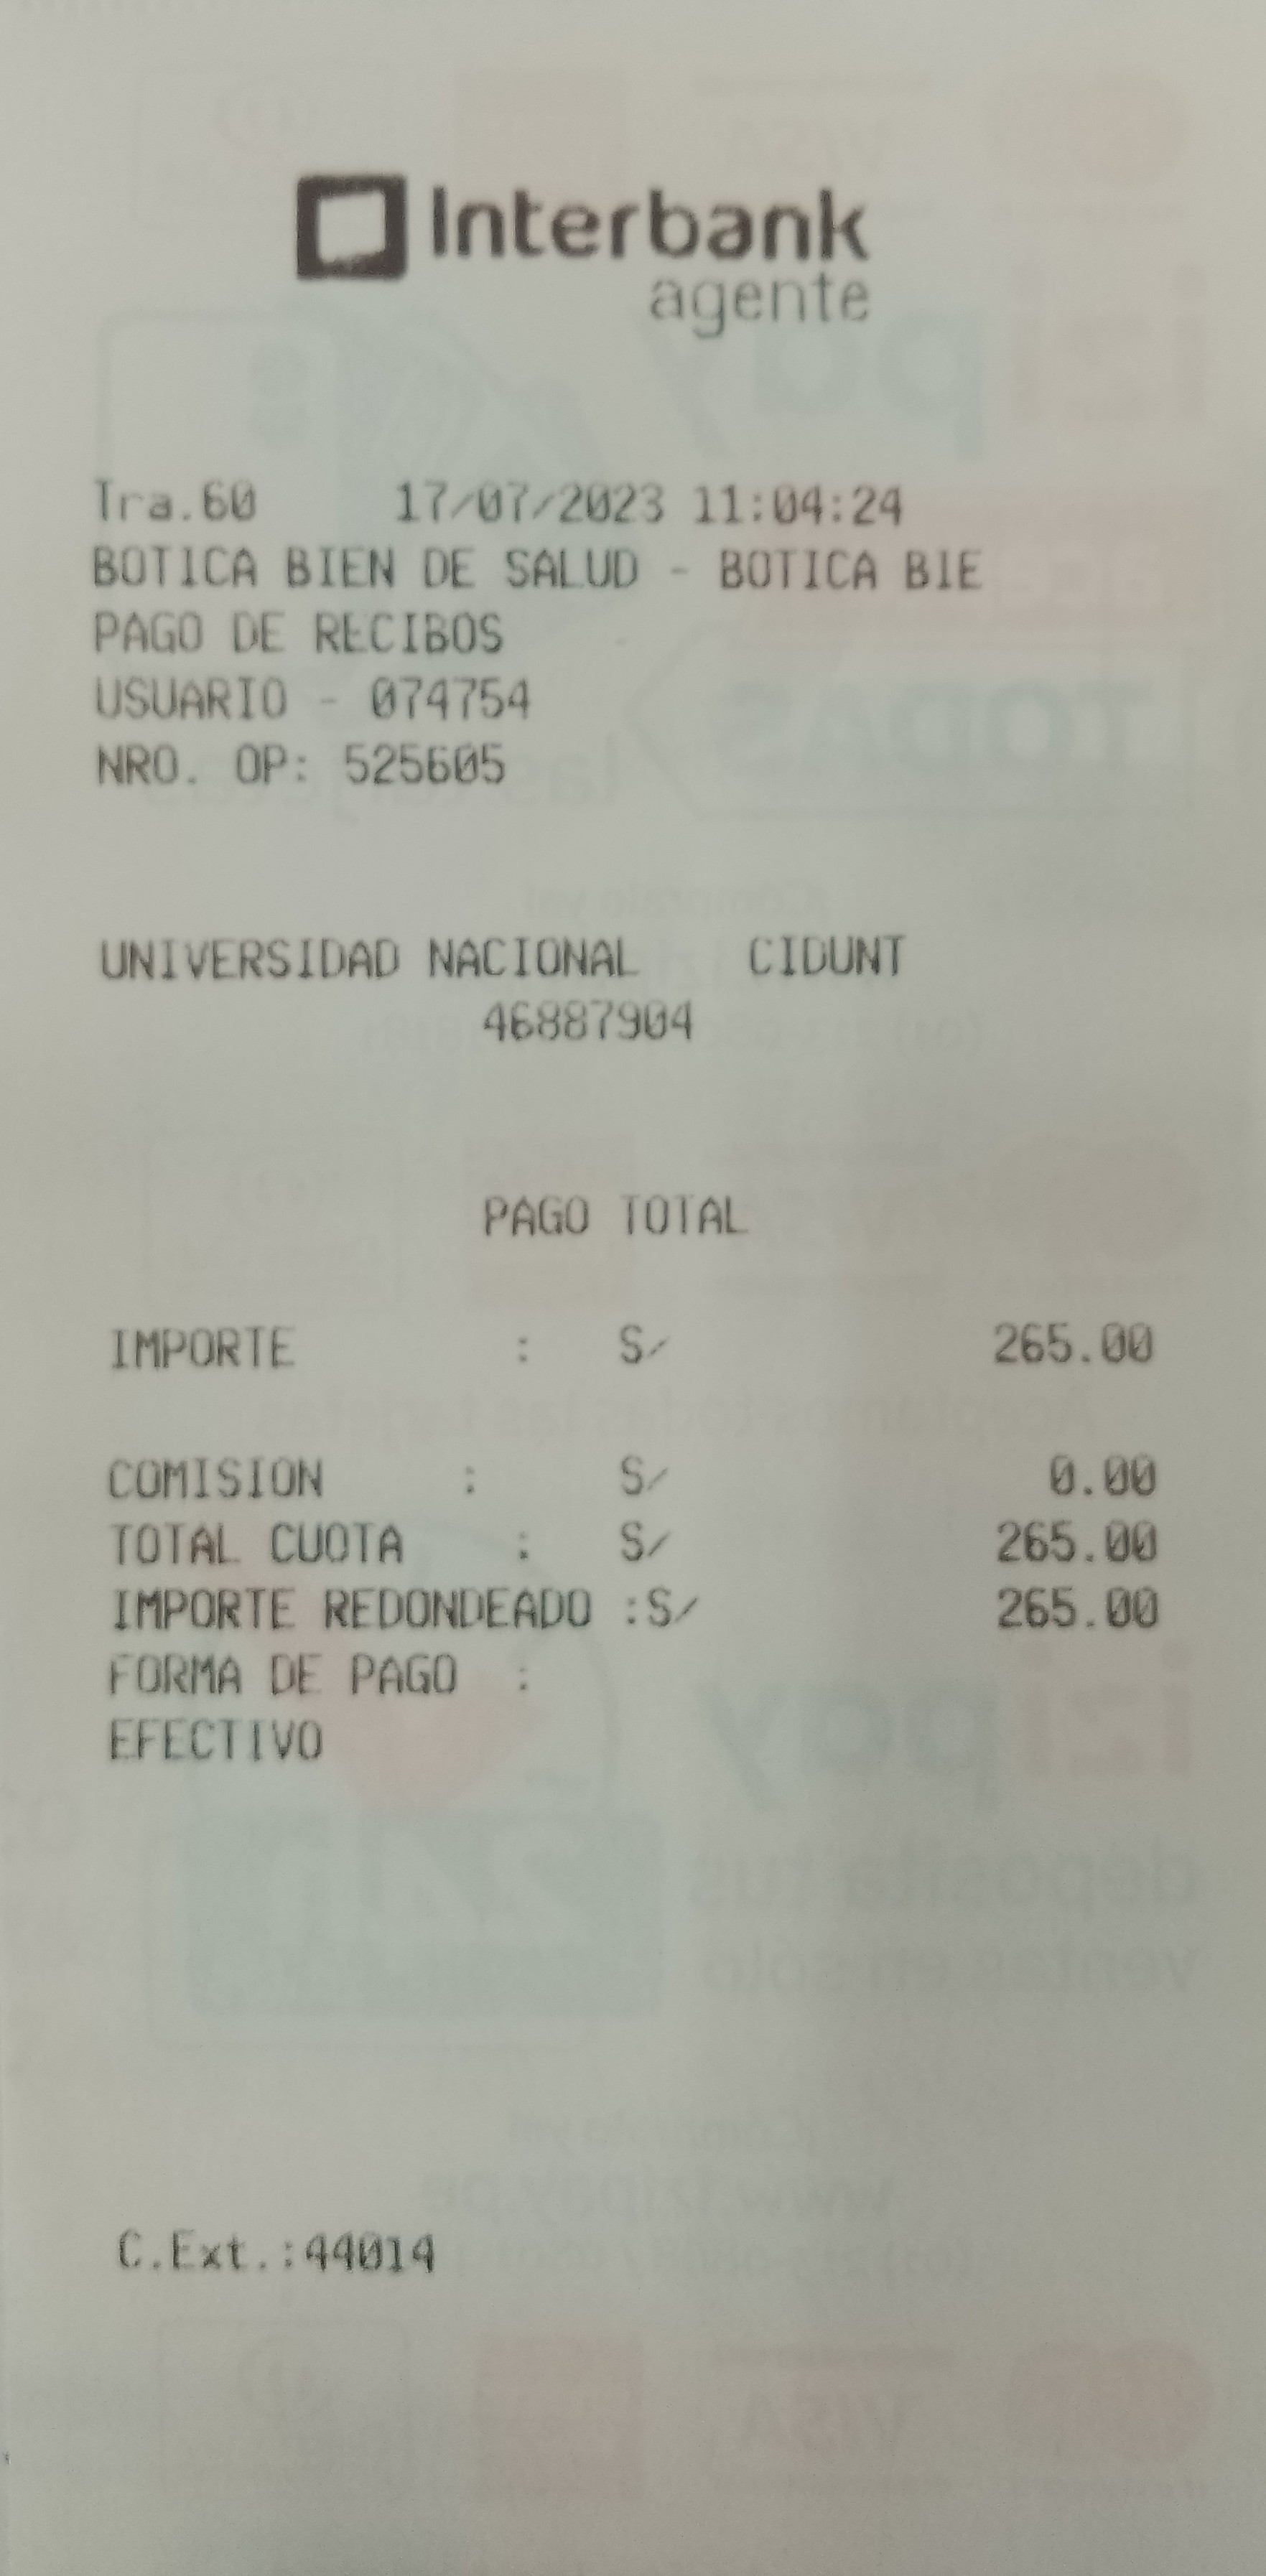 Interbank
agente
Tra.60 17/07/2023 11:04:24
BOTICA BIEN DE SALUD - BOTICA BIE
PAGO DE RECIBOS
USUARIO - 074754
NRO. OP: 525605
UNIVERSIDAD NACIONAL CIDUNT
46887904
PAGO TOTAL
IMPORTE : S/ 265.00
COMISION : S/ 0.00
TOTAL CUOTA : S/ 265.00
IMPORTE REDONDEADO :S/ 265.00
FORMA DE PAGO :
EFECTIVO
C.Ext.:44014